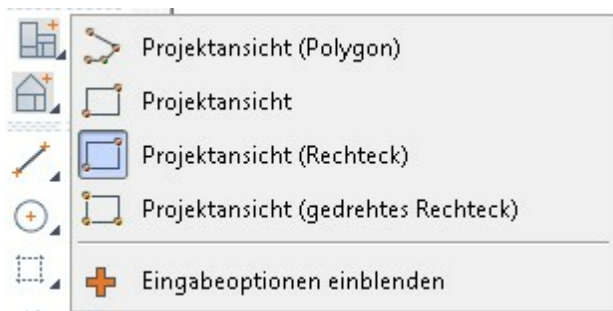 Projektansicht (Polygon)
Projektansicht
Projektansicht (Rechteck)
Projektansicht (gedrehtes Rechteck)
Eingabeoptionen einblenden